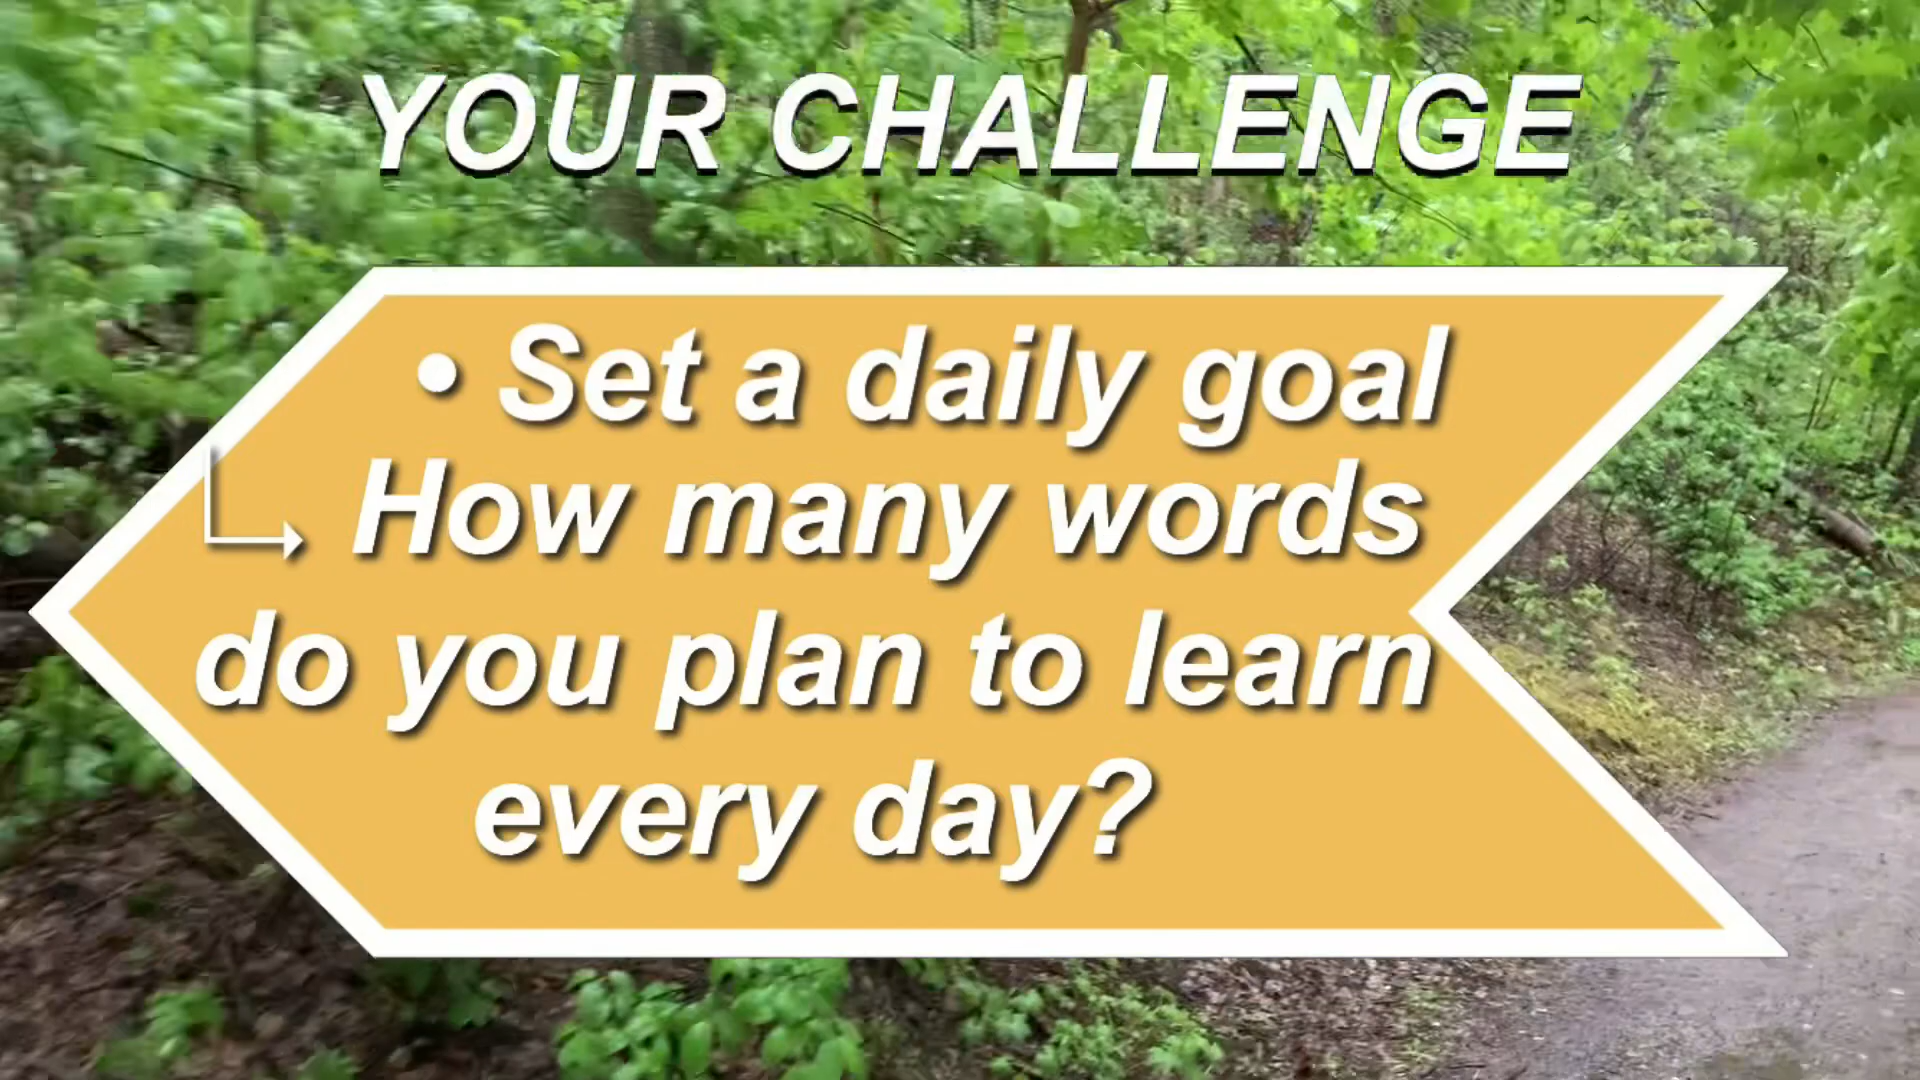 YOUR CHALLENGE
• Set a daily goal
How many words
do you plan to learn
every day?